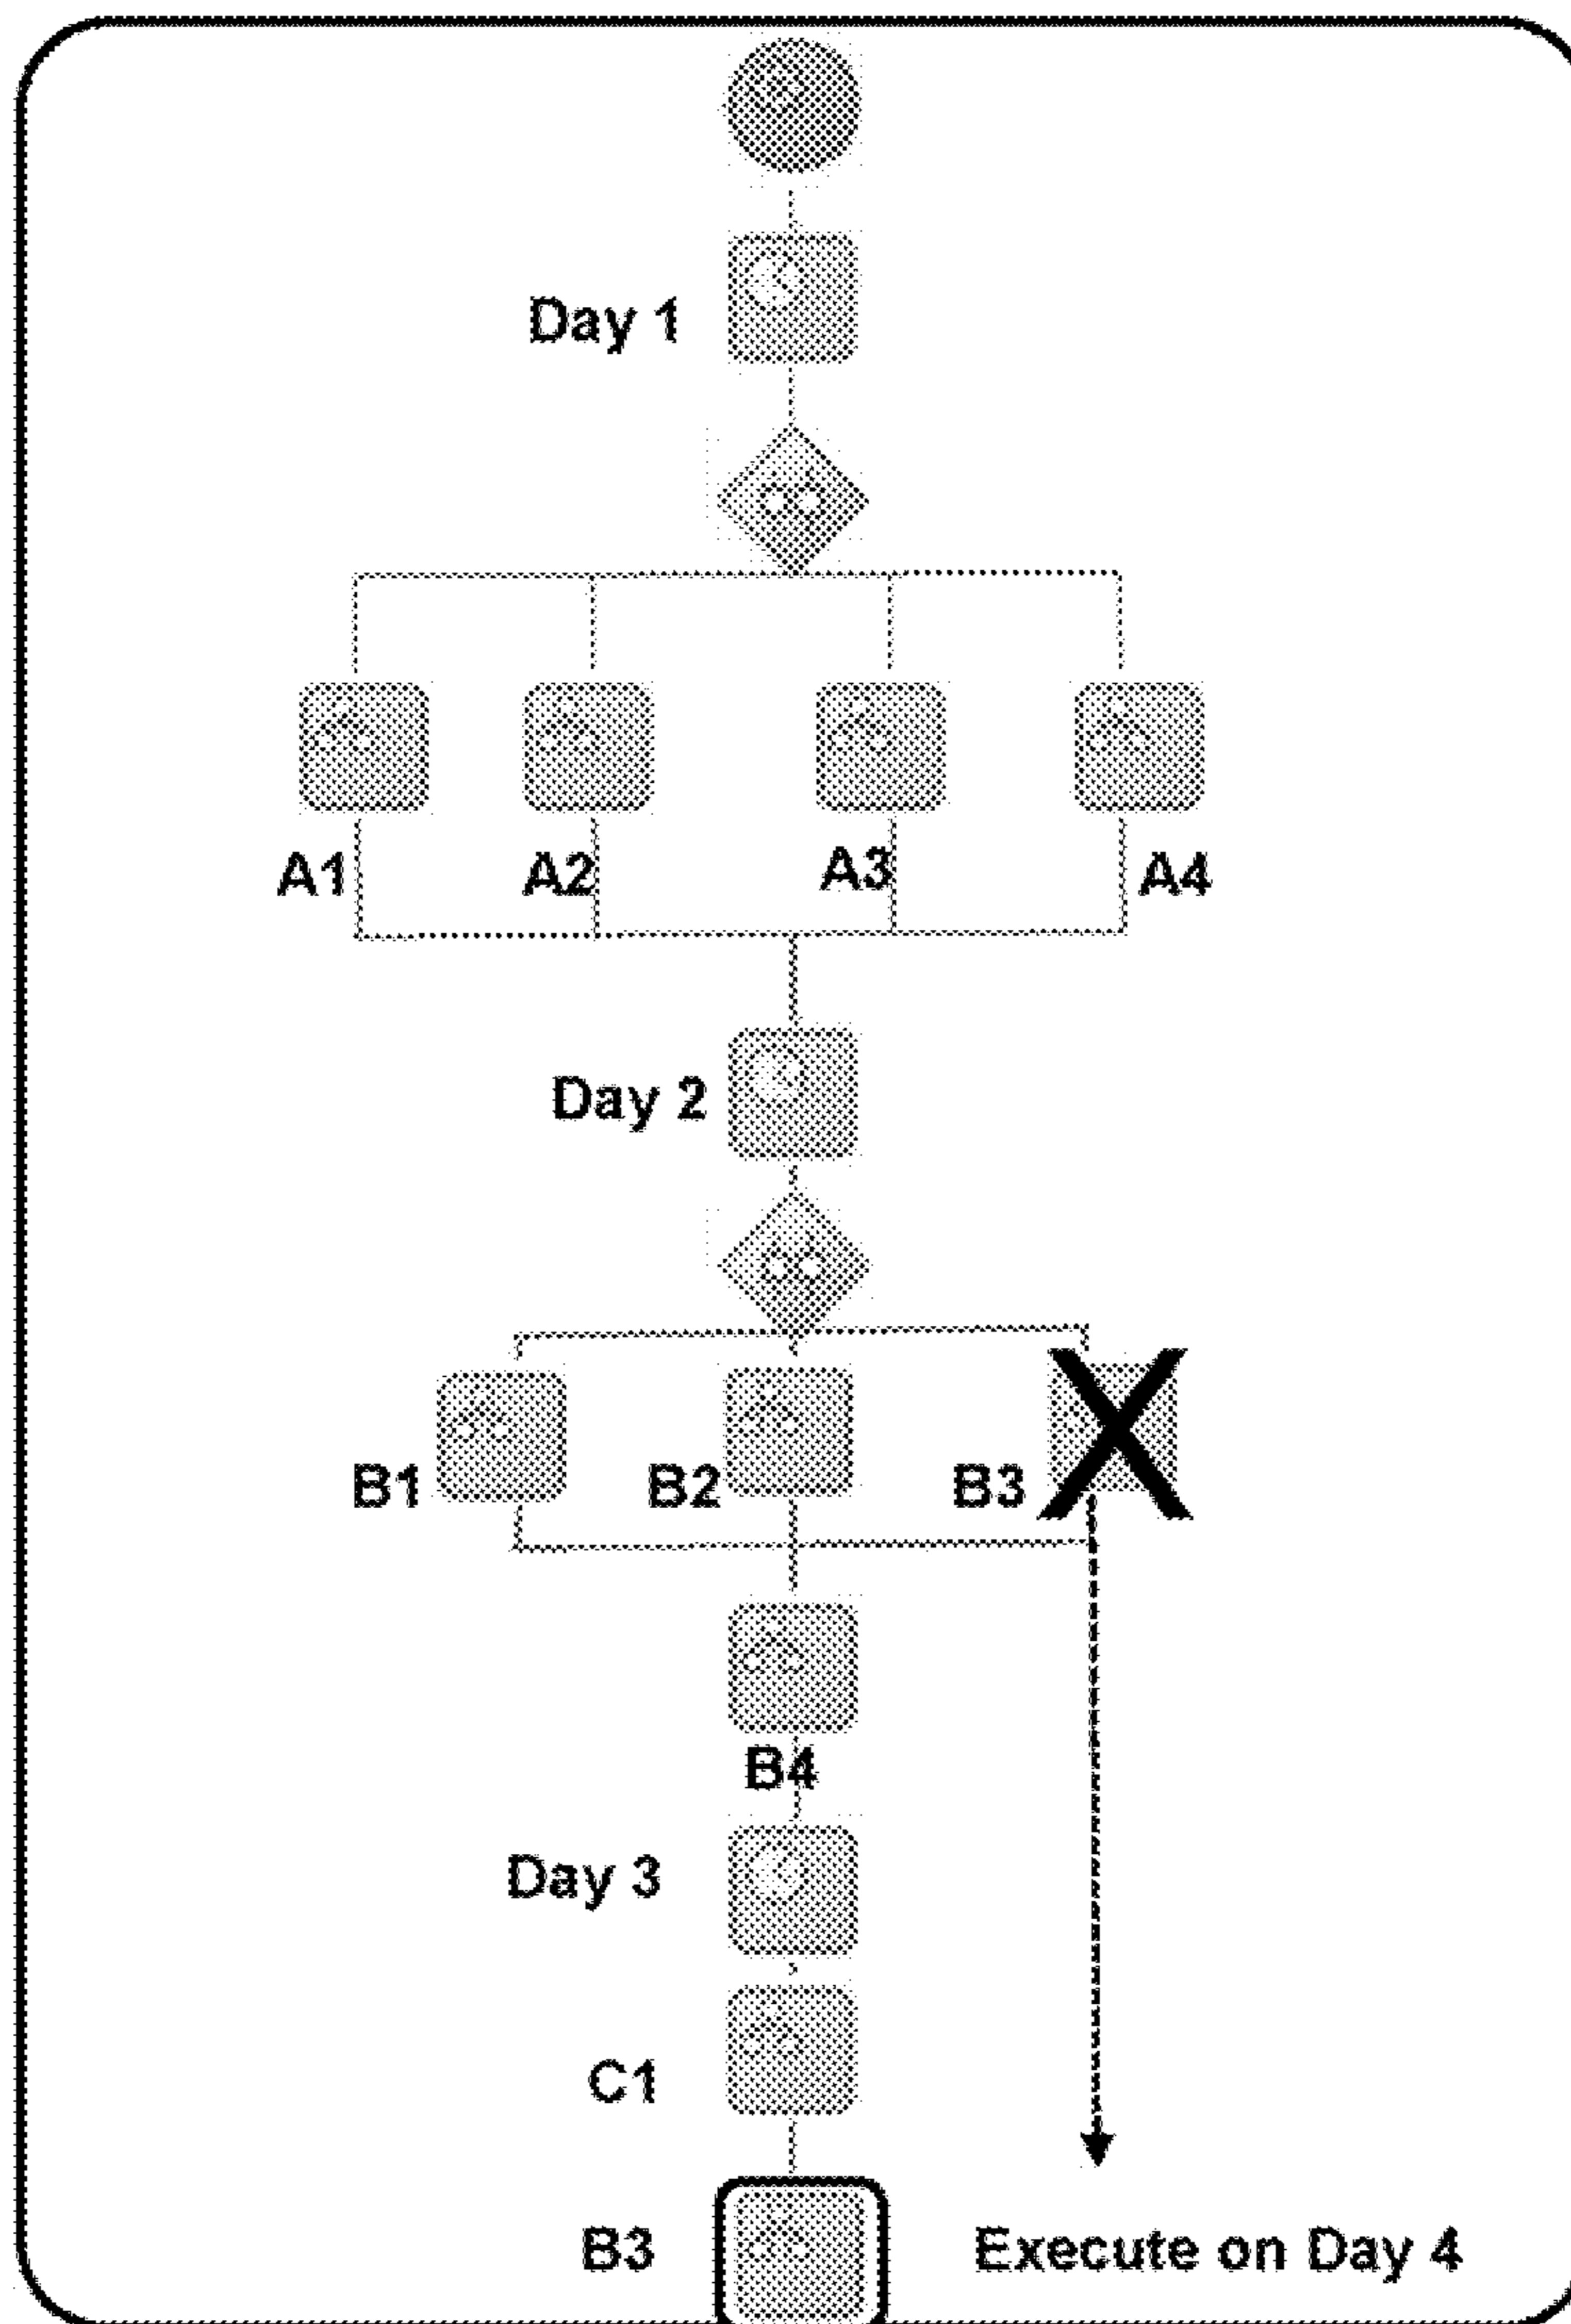 Day 1
A1 A2 A3 A4
Day 2
B1 B2 B3
B4
Day 3
C1
B3 Execute on Day 4